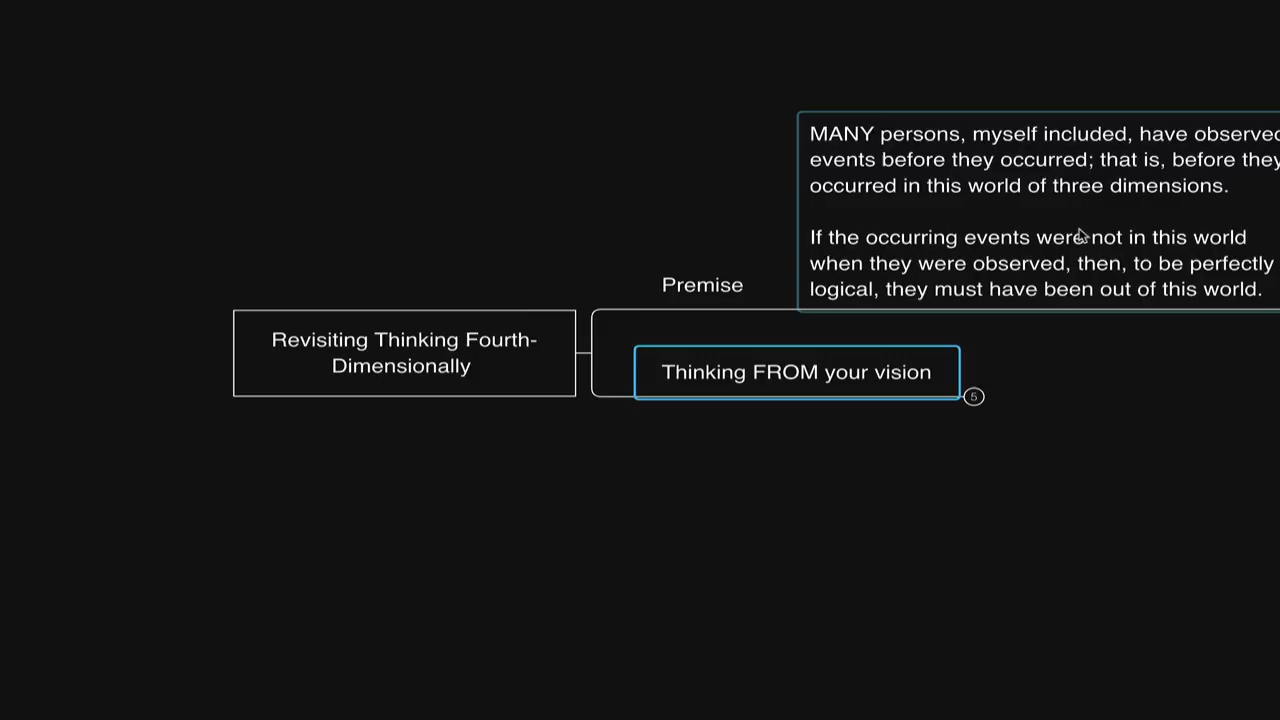 MANY persons, myself included, have observed
events before they occurred; that is, before they
occurred in this world of three dimensions.
If the occurring events were not in this world
when they were observed, then, to be perfectly
logical, they must have been out of this world.
Premise
Revisiting Thinking Fourth-
Dimensionally
Thinking FROM your vision
5